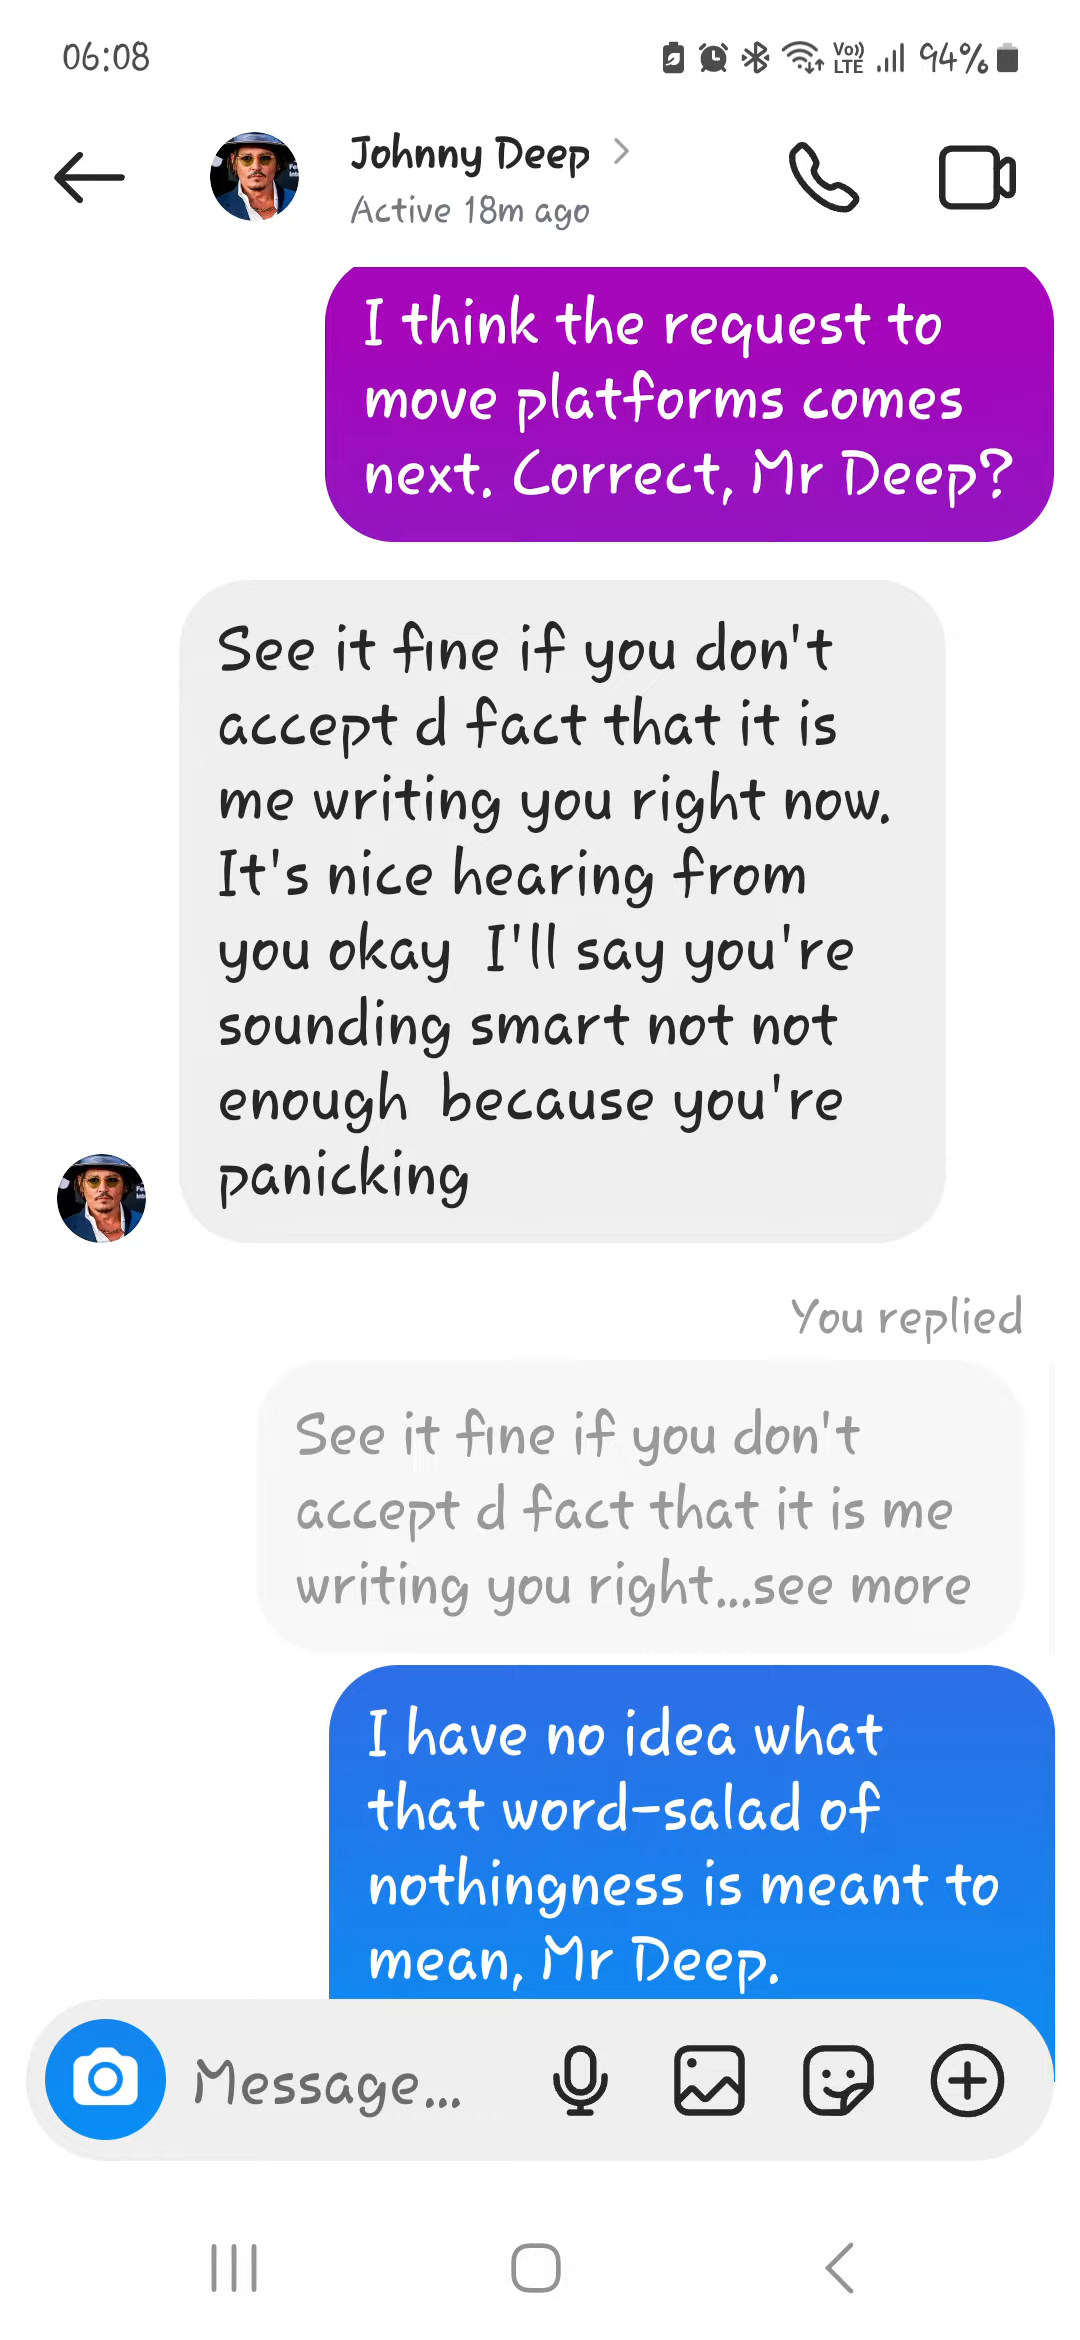 06:08
Vo)) LTE 94%
Johnny Deep
Active 18m ago
I think the request to
move platforms comes
next. Correct, Mr Deep?
See it fine if you don't
accept d fact that it is
me writing you right now.
It's nice hearing from
you okay  I'll say you're
sounding smart not not
enough  because you're
panicking
You replied
See it fine if you don't
accept d fact that it is me
writing you right...see more
I have no idea what
that word-salad of
nothingness is meant to
mean, Mr Deep.
Message...